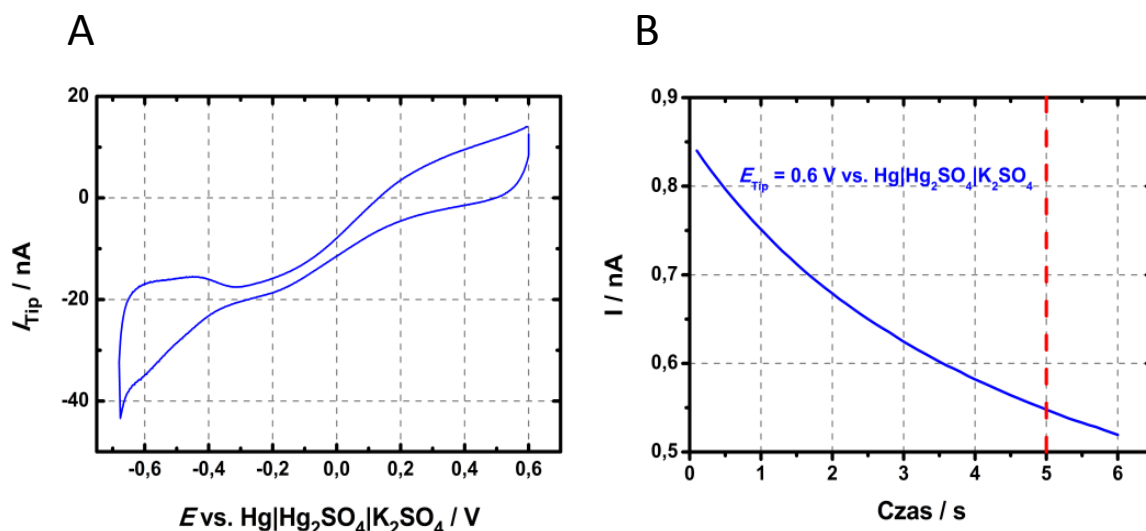 A
B
20
0
-20
-40
I_Tip / nA
-0,6 -0,4 -0,2 0,0 0,2 0,4 0,6
E vs. Hg|Hg₂SO₄|K₂SO₄ / V
0,9
0,8
0,7
0,6
0,5
I / nA
E_Tip = 0.6 V vs. Hg|Hg₂SO₄|K₂SO₄
0 1 2 3 4 5 6
Czas / s